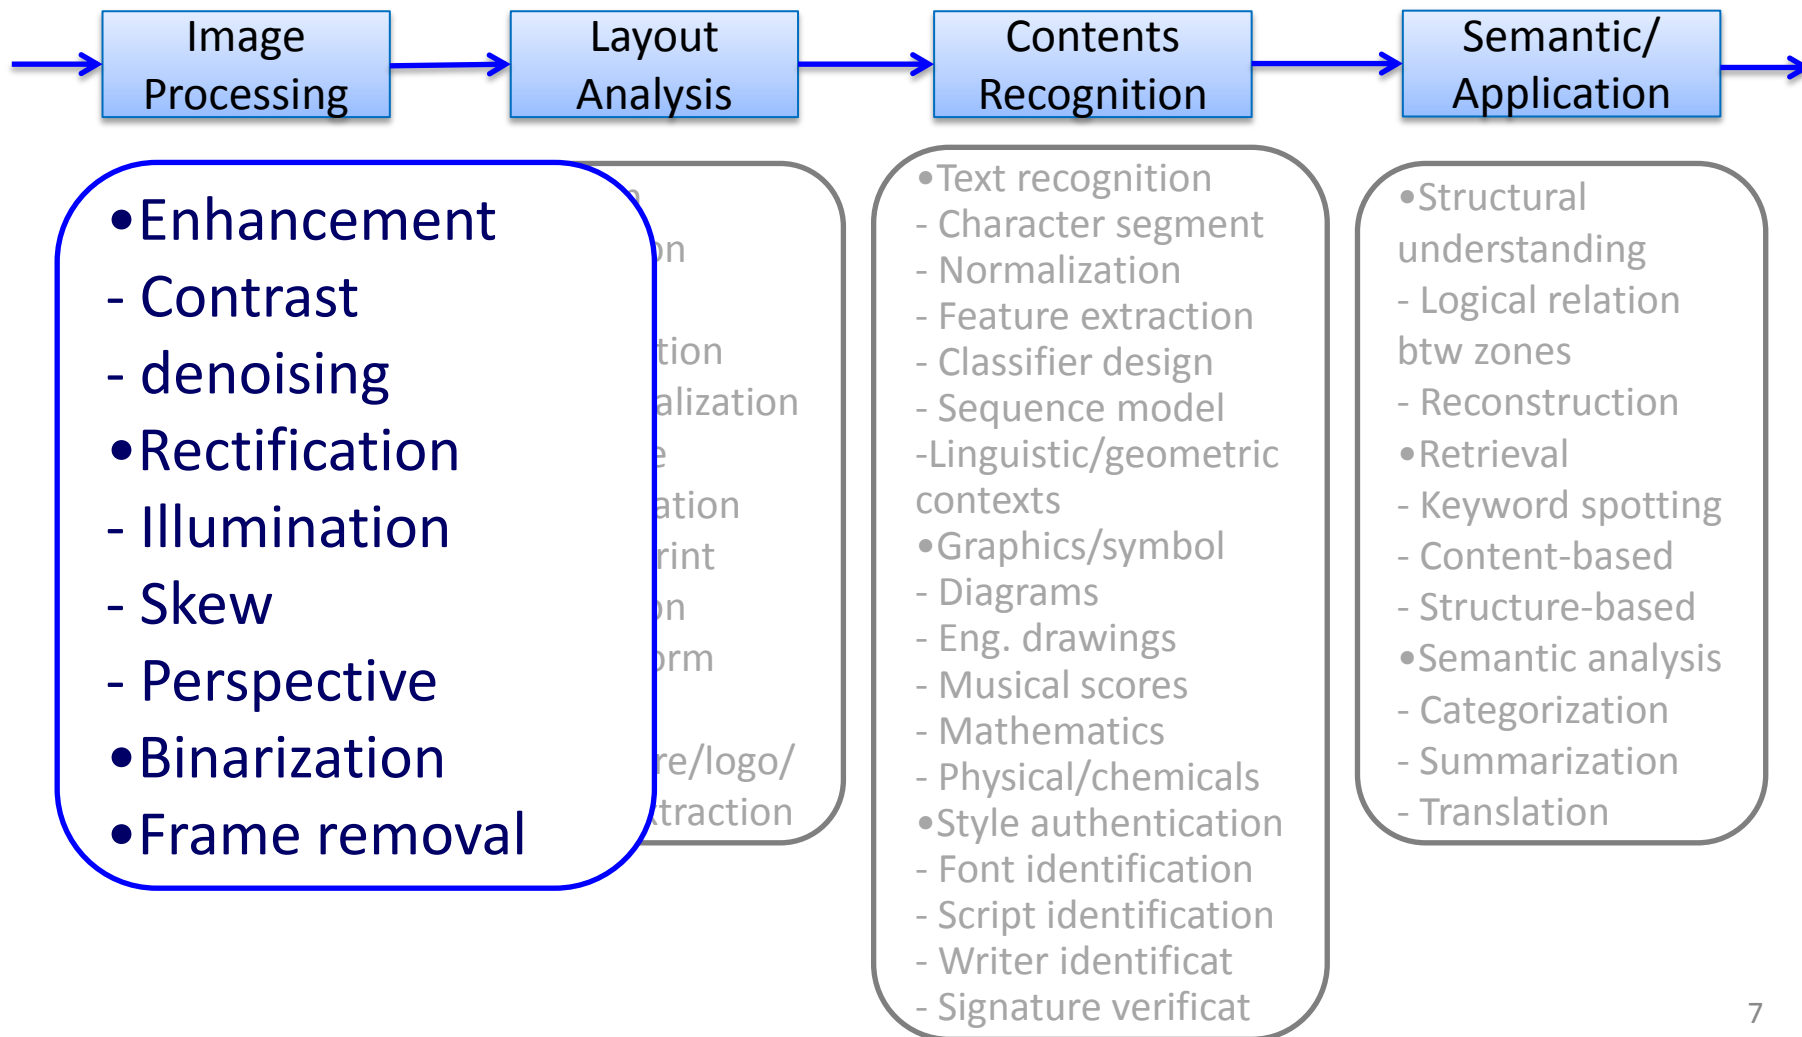 Image
Processing
Layout
Analysis
Contents
Recognition
Semantic/
Application
•Enhancement
- Contrast
- denoising
•Rectification
- Illumination
- Skew
- Perspective
•Binarization
•Frame removal
•Text recognition
- Character segment
- Normalization
- Feature extraction
- Classifier design
- Sequence model
-Linguistic/geometric
contexts
•Graphics/symbol
- Diagrams
- Eng. drawings
- Musical scores
- Mathematics
- Physical/chemicals
•Style authentication
- Font identification
- Script identification
- Writer identificat
- Signature verificat
•Structural
understanding
- Logical relation
btw zones
- Reconstruction
•Retrieval
- Keyword spotting
- Content-based
- Structure-based
•Semantic analysis
- Categorization
- Summarization
- Translation
7